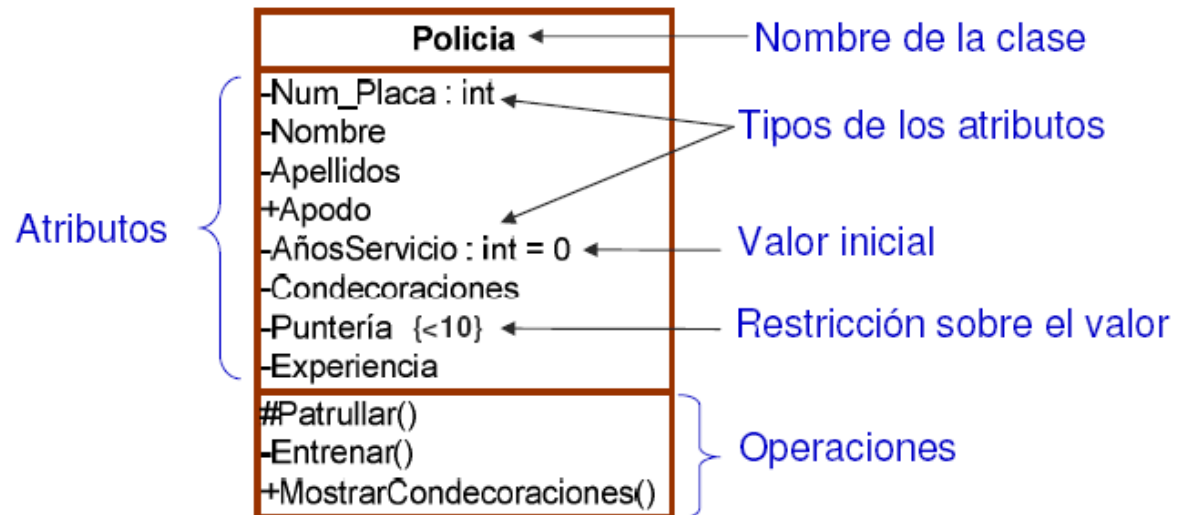 Policia
Nombre de la clase
Atributos
-Num_Placa : int
-Nombre
-Apellidos
+Apodo
-AñosServicio : int = 0
-Condecoraciones
-Puntería {<10}
-Experiencia
Tipos de los atributos
Valor inicial
Restricción sobre el valor
#Patrullar()
-Entrenar()
+MostrarCondecoraciones()
Operaciones